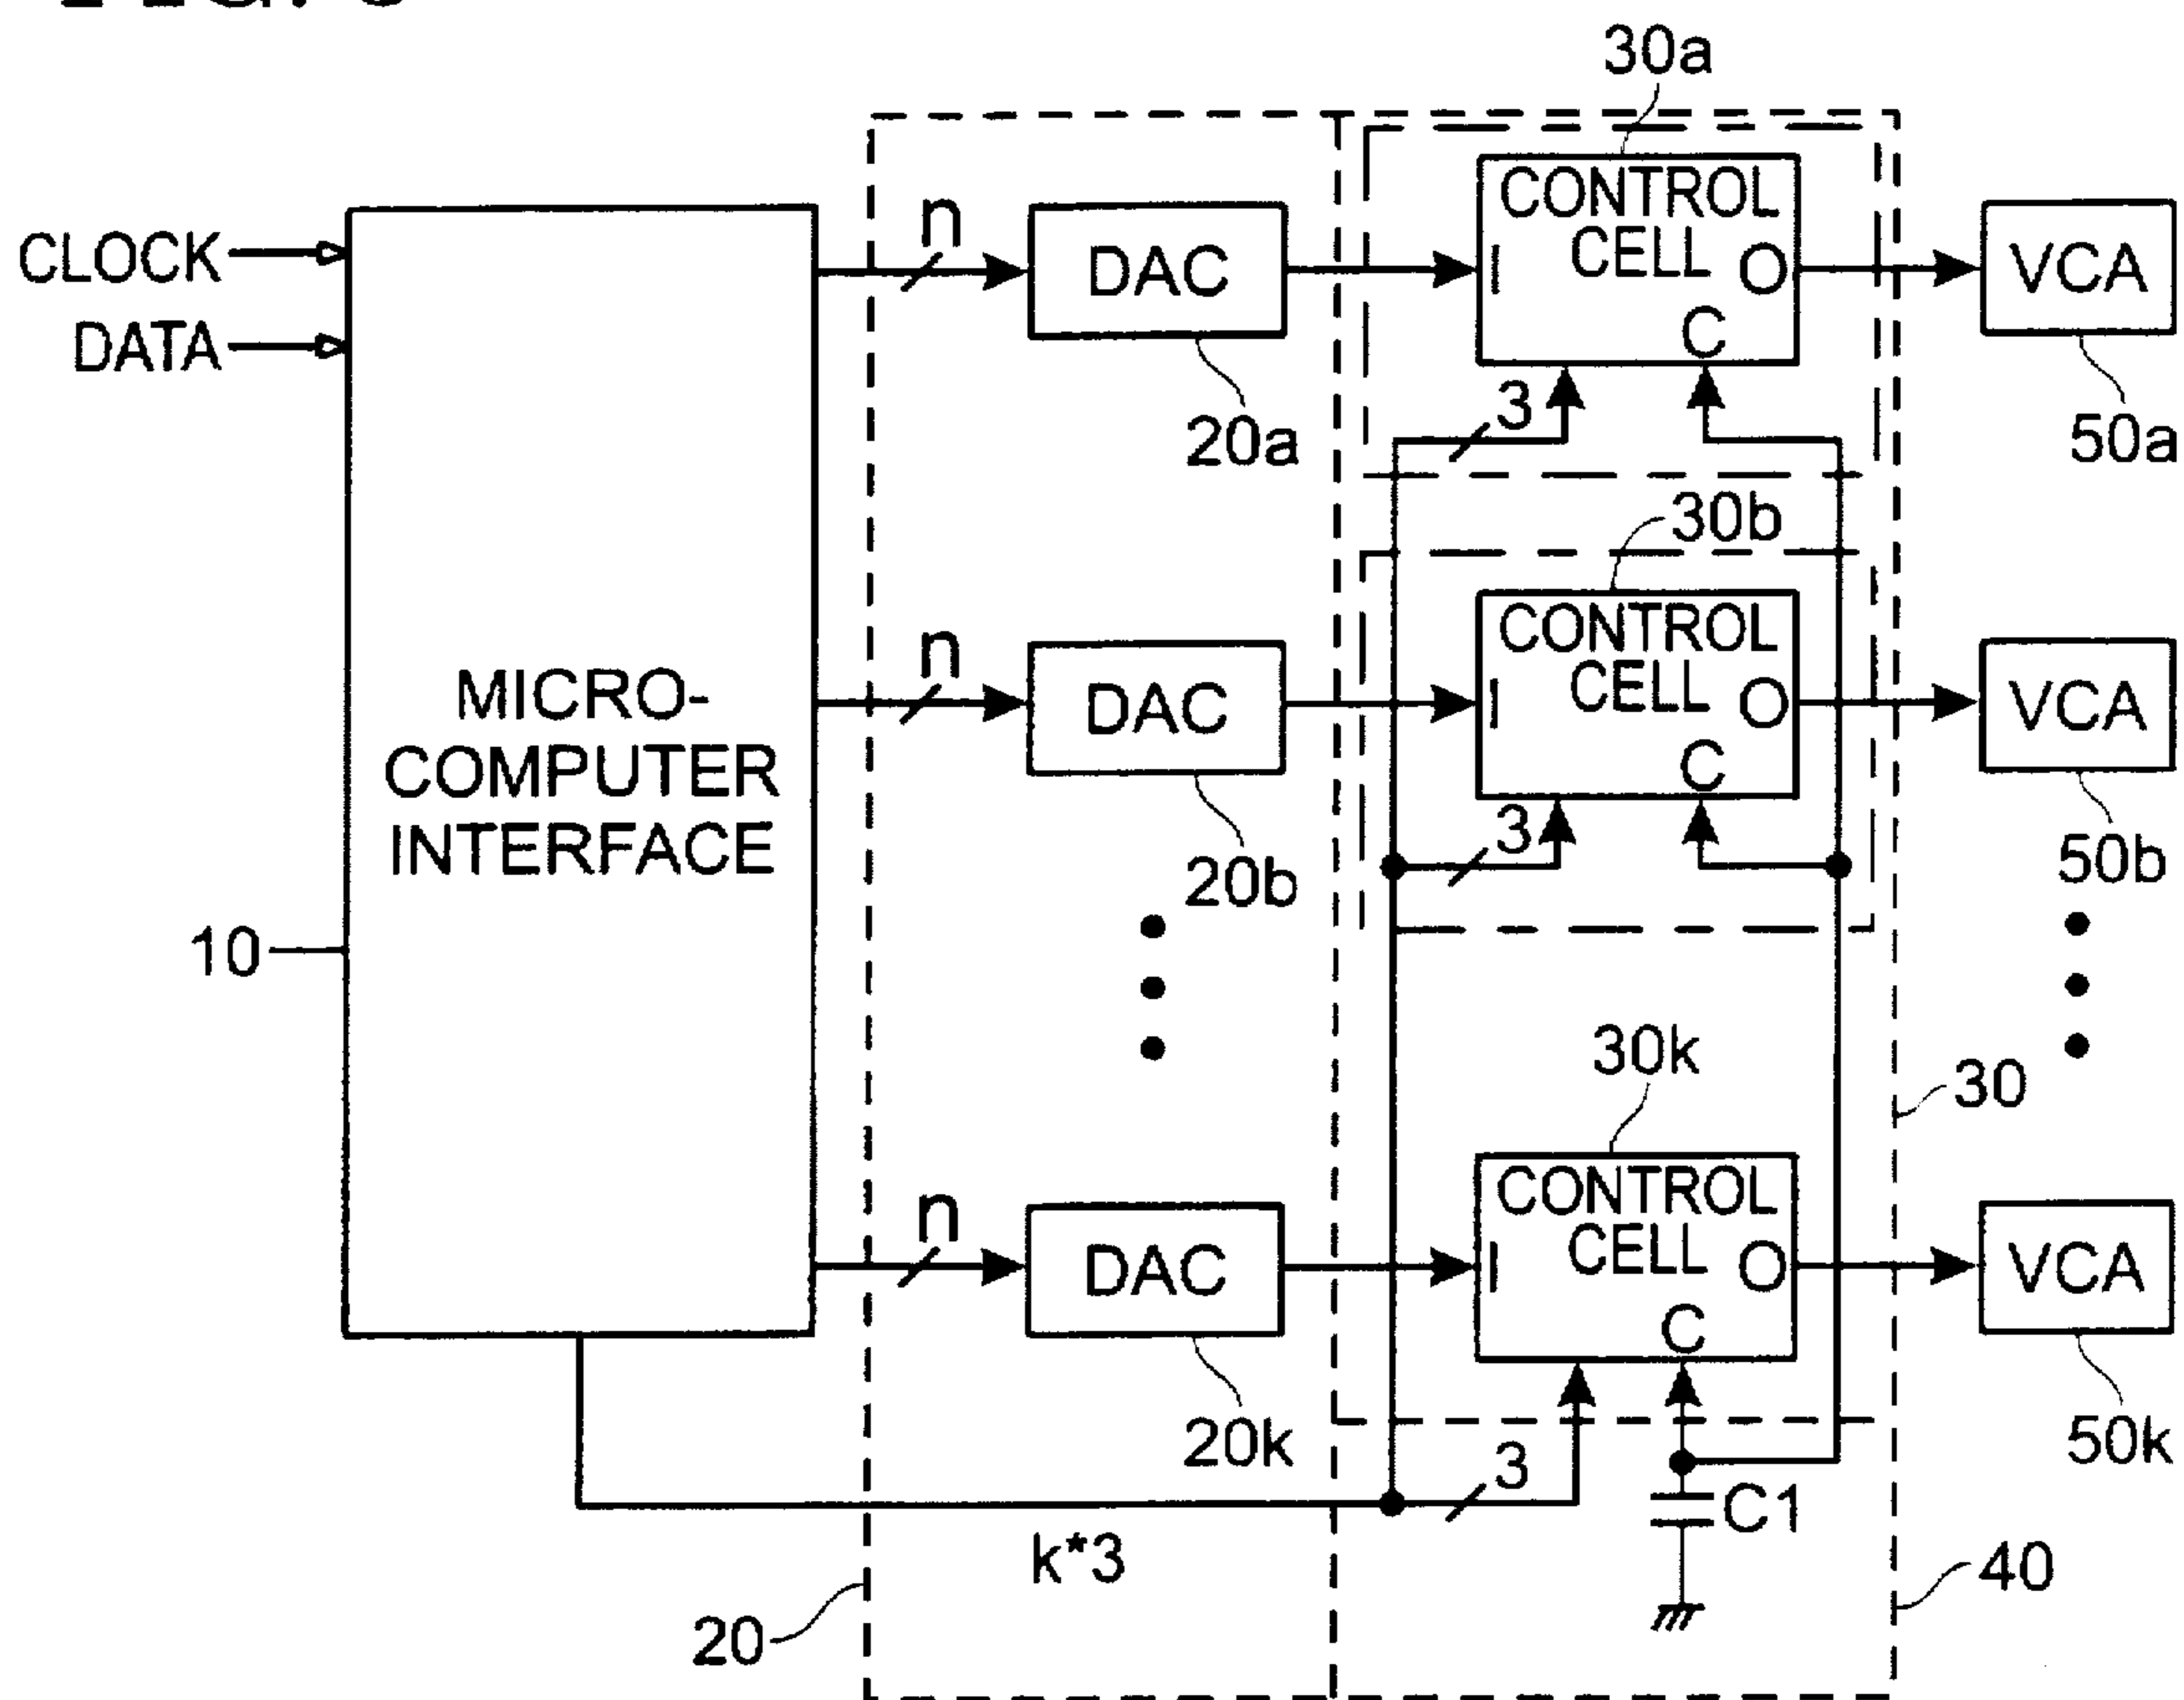 30a
CONTROL
CELL
I
O
C
n
DAC
VCA
CLOCK
DATA
20a
3
50a
30b
CONTROL
CELL
I
O
C
n
DAC
VCA
MICRO-
COMPUTER
INTERFACE
20b
3
50b
10
30k
30
CONTROL
CELL
I
O
C
n
DAC
VCA
20k
3
50k
C1
k*3
20
40